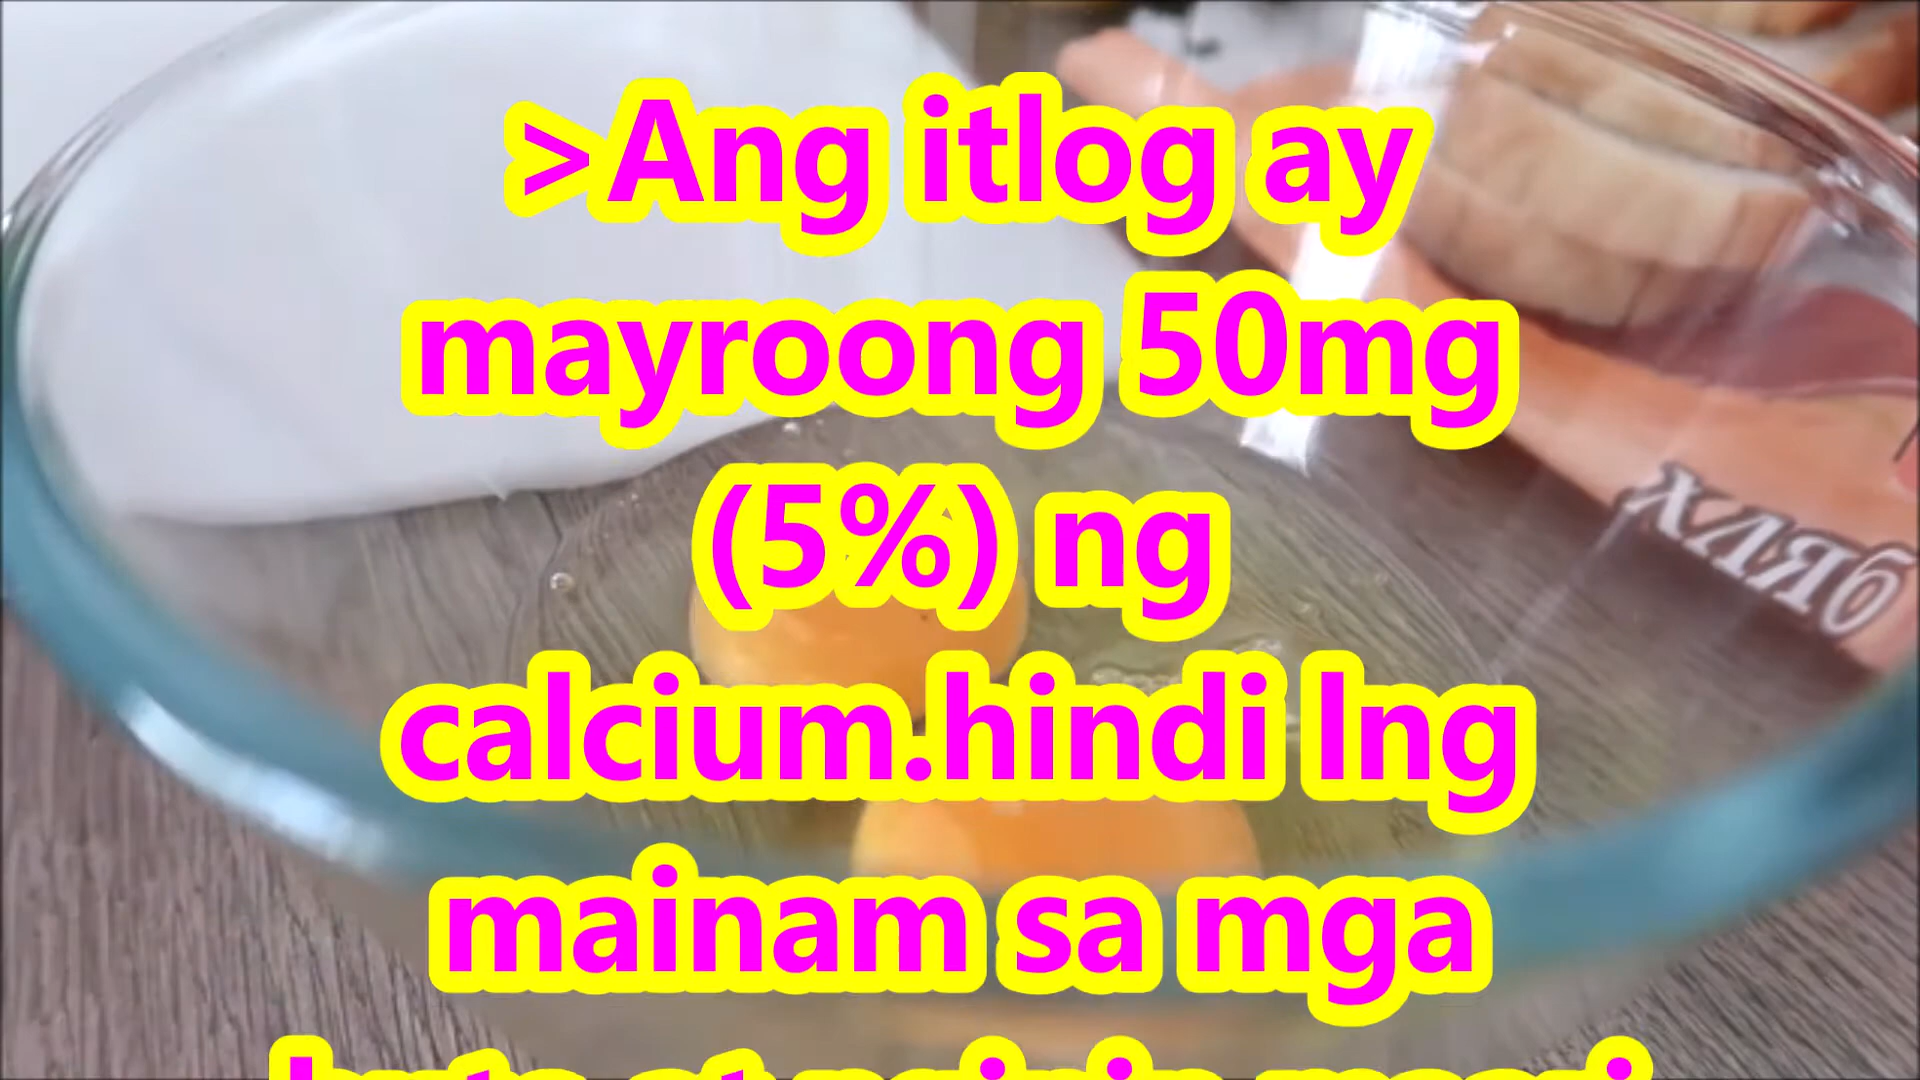 >Ang itlog ay
mayroong 50mg
(5%) ng
calcium.hindi lng
mainam sa mga